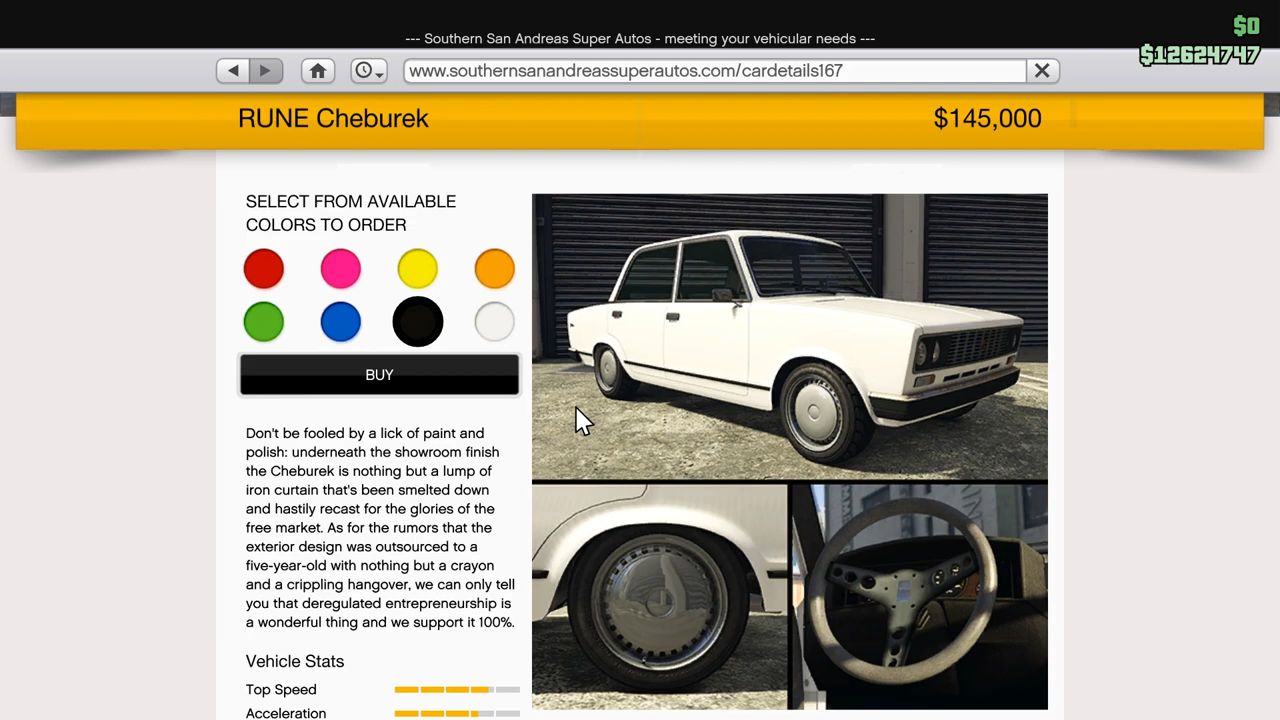 --- Southern San Andreas Super Autos - meeting your vehicular needs ---
$0
$12624747
www.southernsanandreassuperautos.com/cardetails167
RUNE Cheburek
$145,000
SELECT FROM AVAILABLE
COLORS TO ORDER
BUY
Don't be fooled by a lick of paint and
polish: underneath the showroom finish
the Cheburek is nothing but a lump of
iron curtain that's been smelted down
and hastily recast for the glories of the
free market. As for the rumors that the
exterior design was outsourced to a
five-year-old with nothing but a crayon
and a crippling hangover, we can only tell
you that deregulated entrepreneurship is
a wonderful thing and we support it 100%.
Vehicle Stats
Top Speed
Acceleration